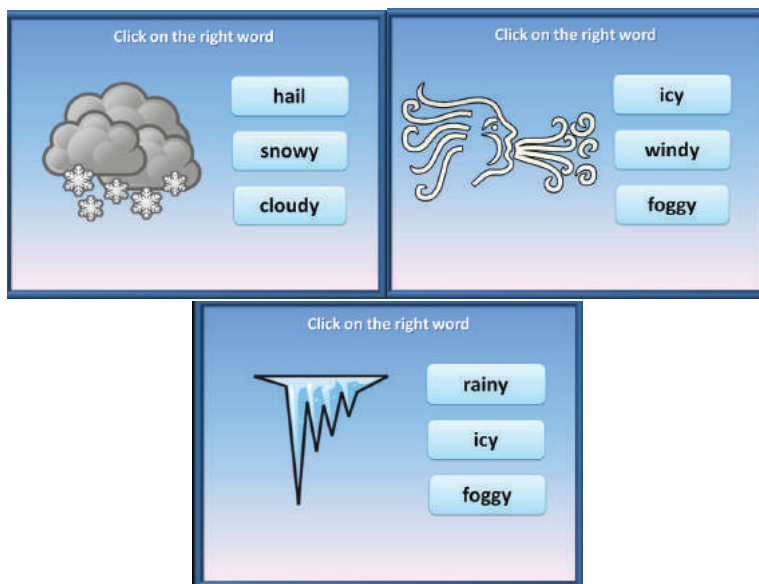 Click on the right word
hail
snowy
cloudy
Click on the right word
icy
windy
foggy
Click on the right word
rainy
icy
foggy